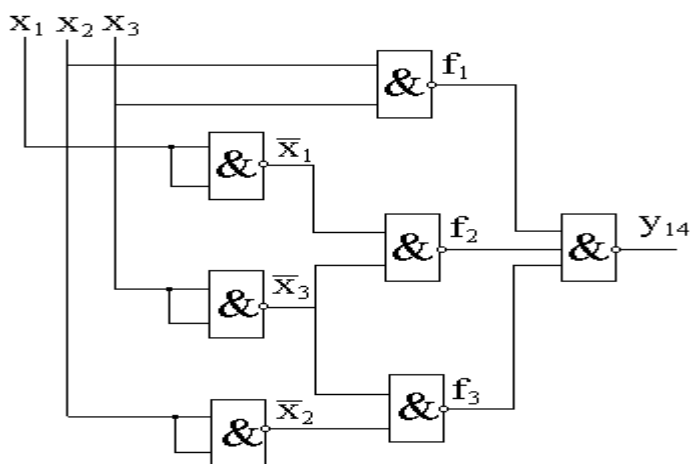 x₁ x₂ x₃
& f₁
& x̄₁
& f₂
& y₁₄
& x̄₃
& f₃
& x̄₂